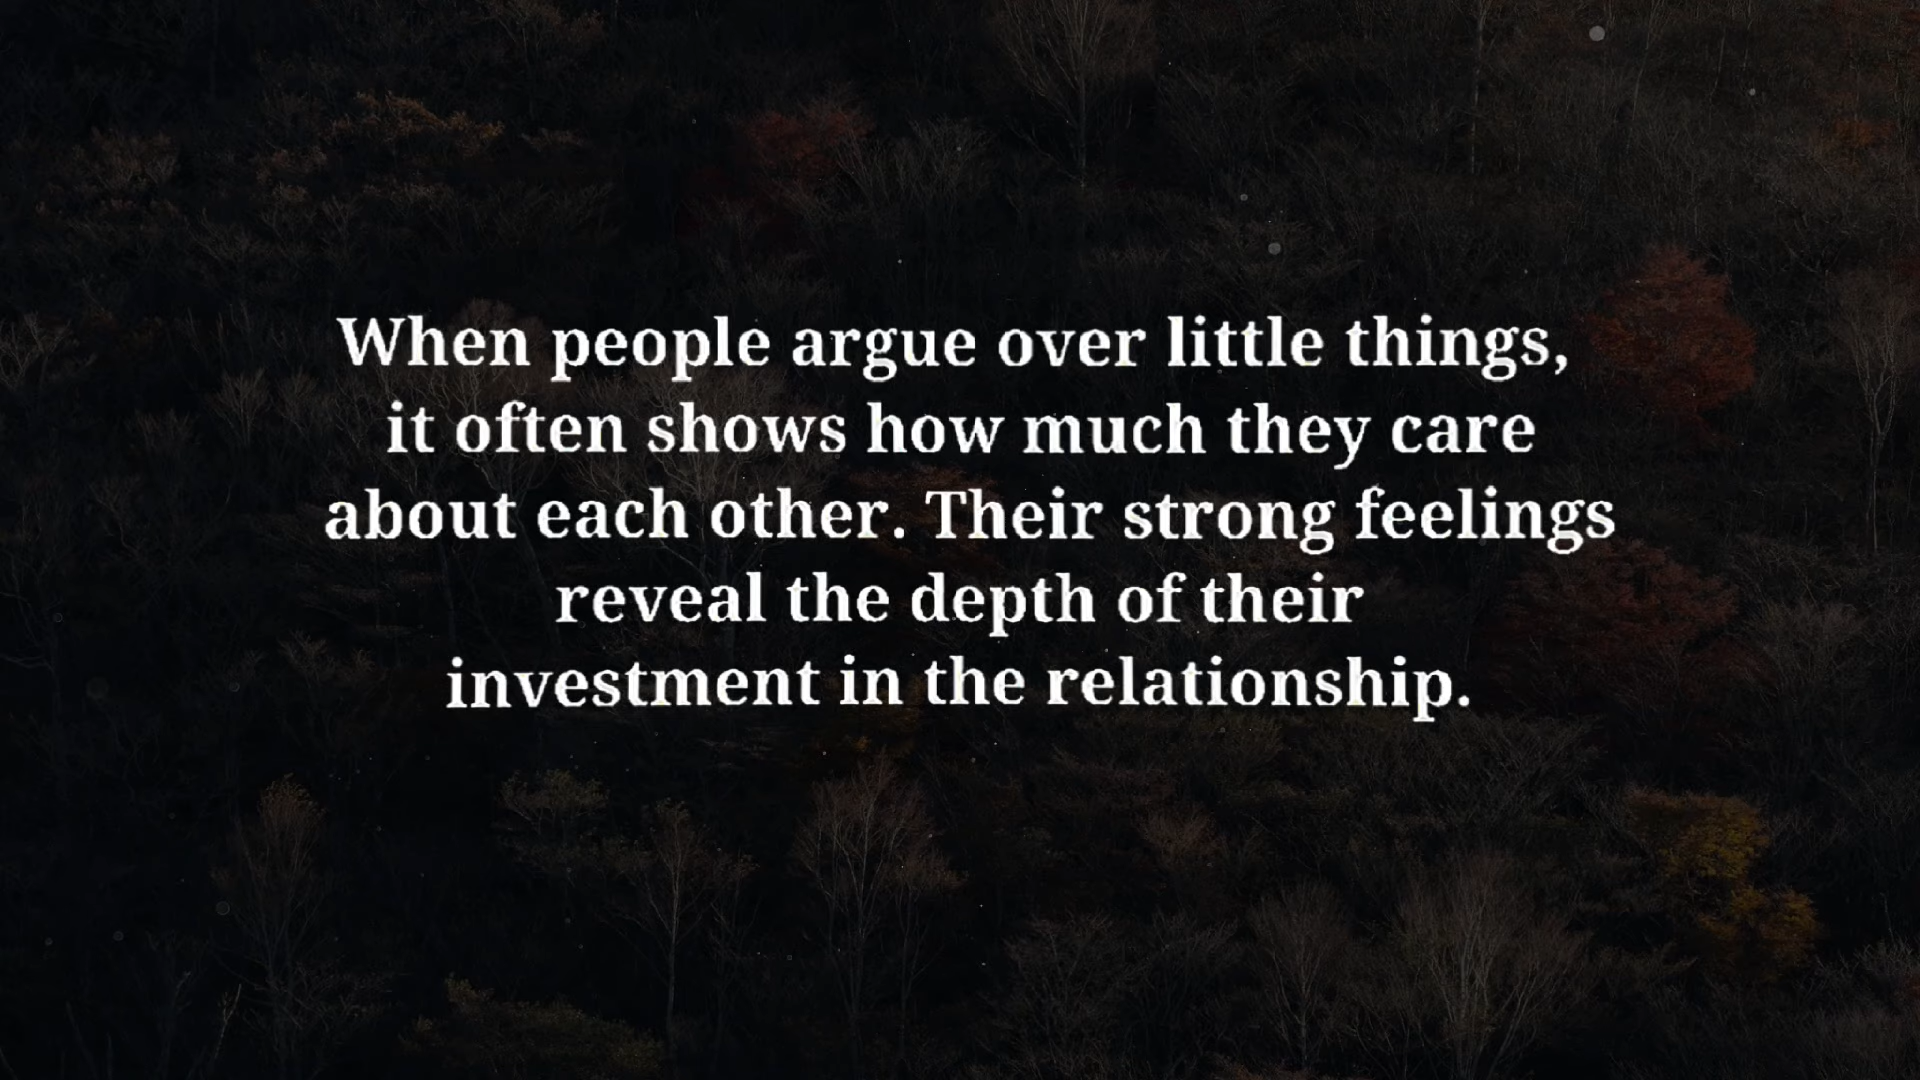 When people argue over little things,
it often shows how much they care
about each other. Their strong feelings
reveal the depth of their
investment in the relationship.